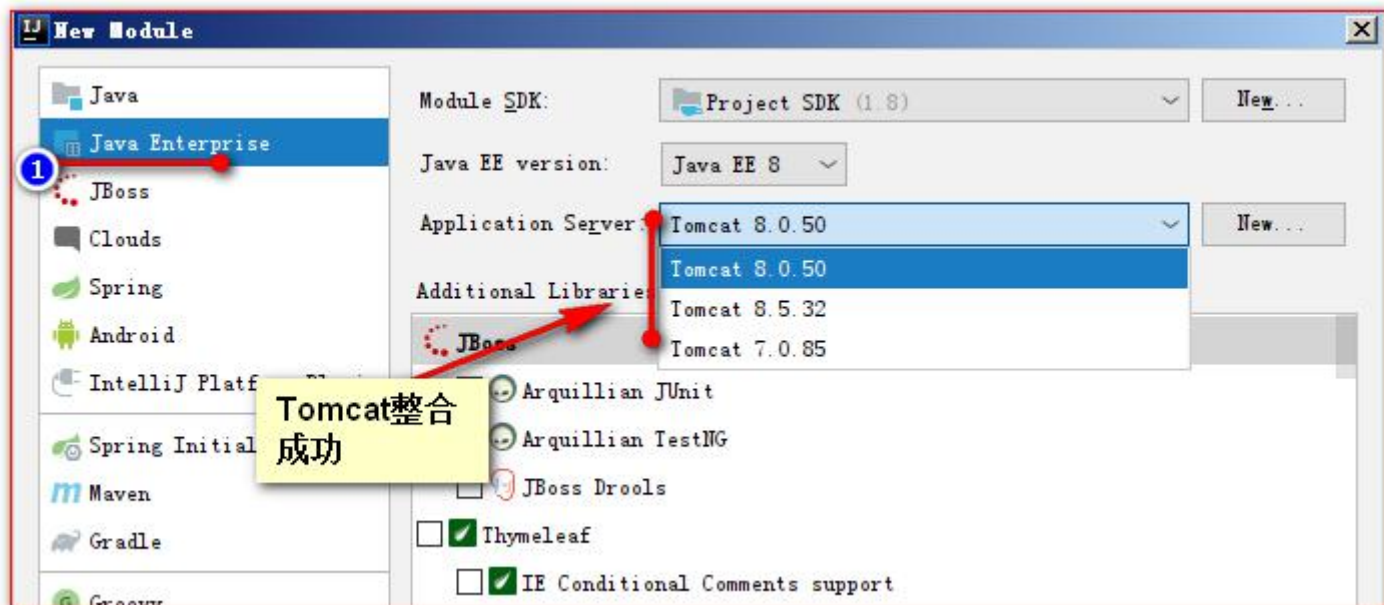 New Module
Java
Module SDK:
Project SDK (1.8)
New...
Java Enterprise
1
Java EE version:
Java EE 8
JBoss
Application Server:
Tomcat 8.0.50
New...
Clouds
Tomcat 8.0.50
Spring
Additional Libraries
Tomcat 8.5.32
Android
JBoss
Tomcat 7.0.85
IntelliJ Platf
Arquillian JUnit
Tomcat整合
成功
Spring Initial
Arquillian TestNG
Maven
JBoss Drools
Gradle
Thymeleaf
IE Conditional Comments support
Groovy